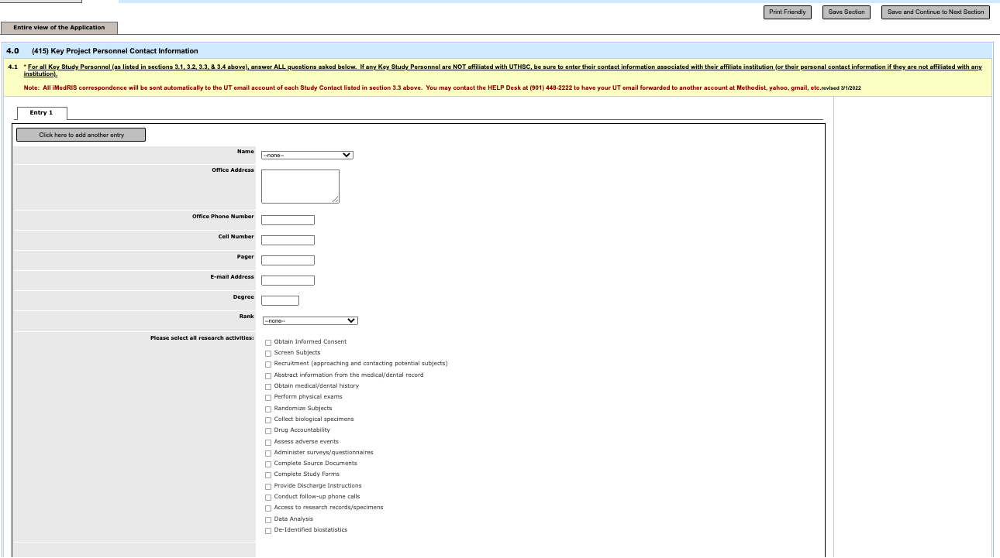 Print Friendly
Save Section
Save and Continue to Next Section
Entire view of the Application
4.0 (415) Key Project Personnel Contact Information
4.1 * For all Key Study Personnel (as listed in sections 3.1, 3.2, 3.3, & 3.4 above), answer ALL questions asked below. If any Key Study Personnel are NOT affiliated with UTHSC, be sure to enter their contact information associated with their affiliate institution (or their personal contact information if they are not affiliated with any
institution).
Note: All iMedRIS correspondence will be sent automatically to the UT email account of each Study Contact listed in section 3.3 above. You may contact the HELP Desk at (901) 448-2222 to have your UT email forwarded to another account at Methodist, yahoo, gmail, etc.revised 3/1/2022
Entry 1
Click here to add another entry
Name
--none--
Office Address
Office Phone Number
Cell Number
Pager
E-mail Address
Degree
Rank
--none--
Please select all research activities:
Obtain Informed Consent
Screen Subjects
Recruitment (approaching and contacting potential subjects)
Abstract information from the medical/dental record
Obtain medical/dental history
Perform physical exams
Randomize Subjects
Collect biological specimens
Drug Accountability
Assess adverse events
Administer surveys/questionnaires
Complete Source Documents
Complete Study Forms
Provide Discharge Instructions
Conduct follow-up phone calls
Access to research records/specimens
Data Analysis
De-Identified biostatistics